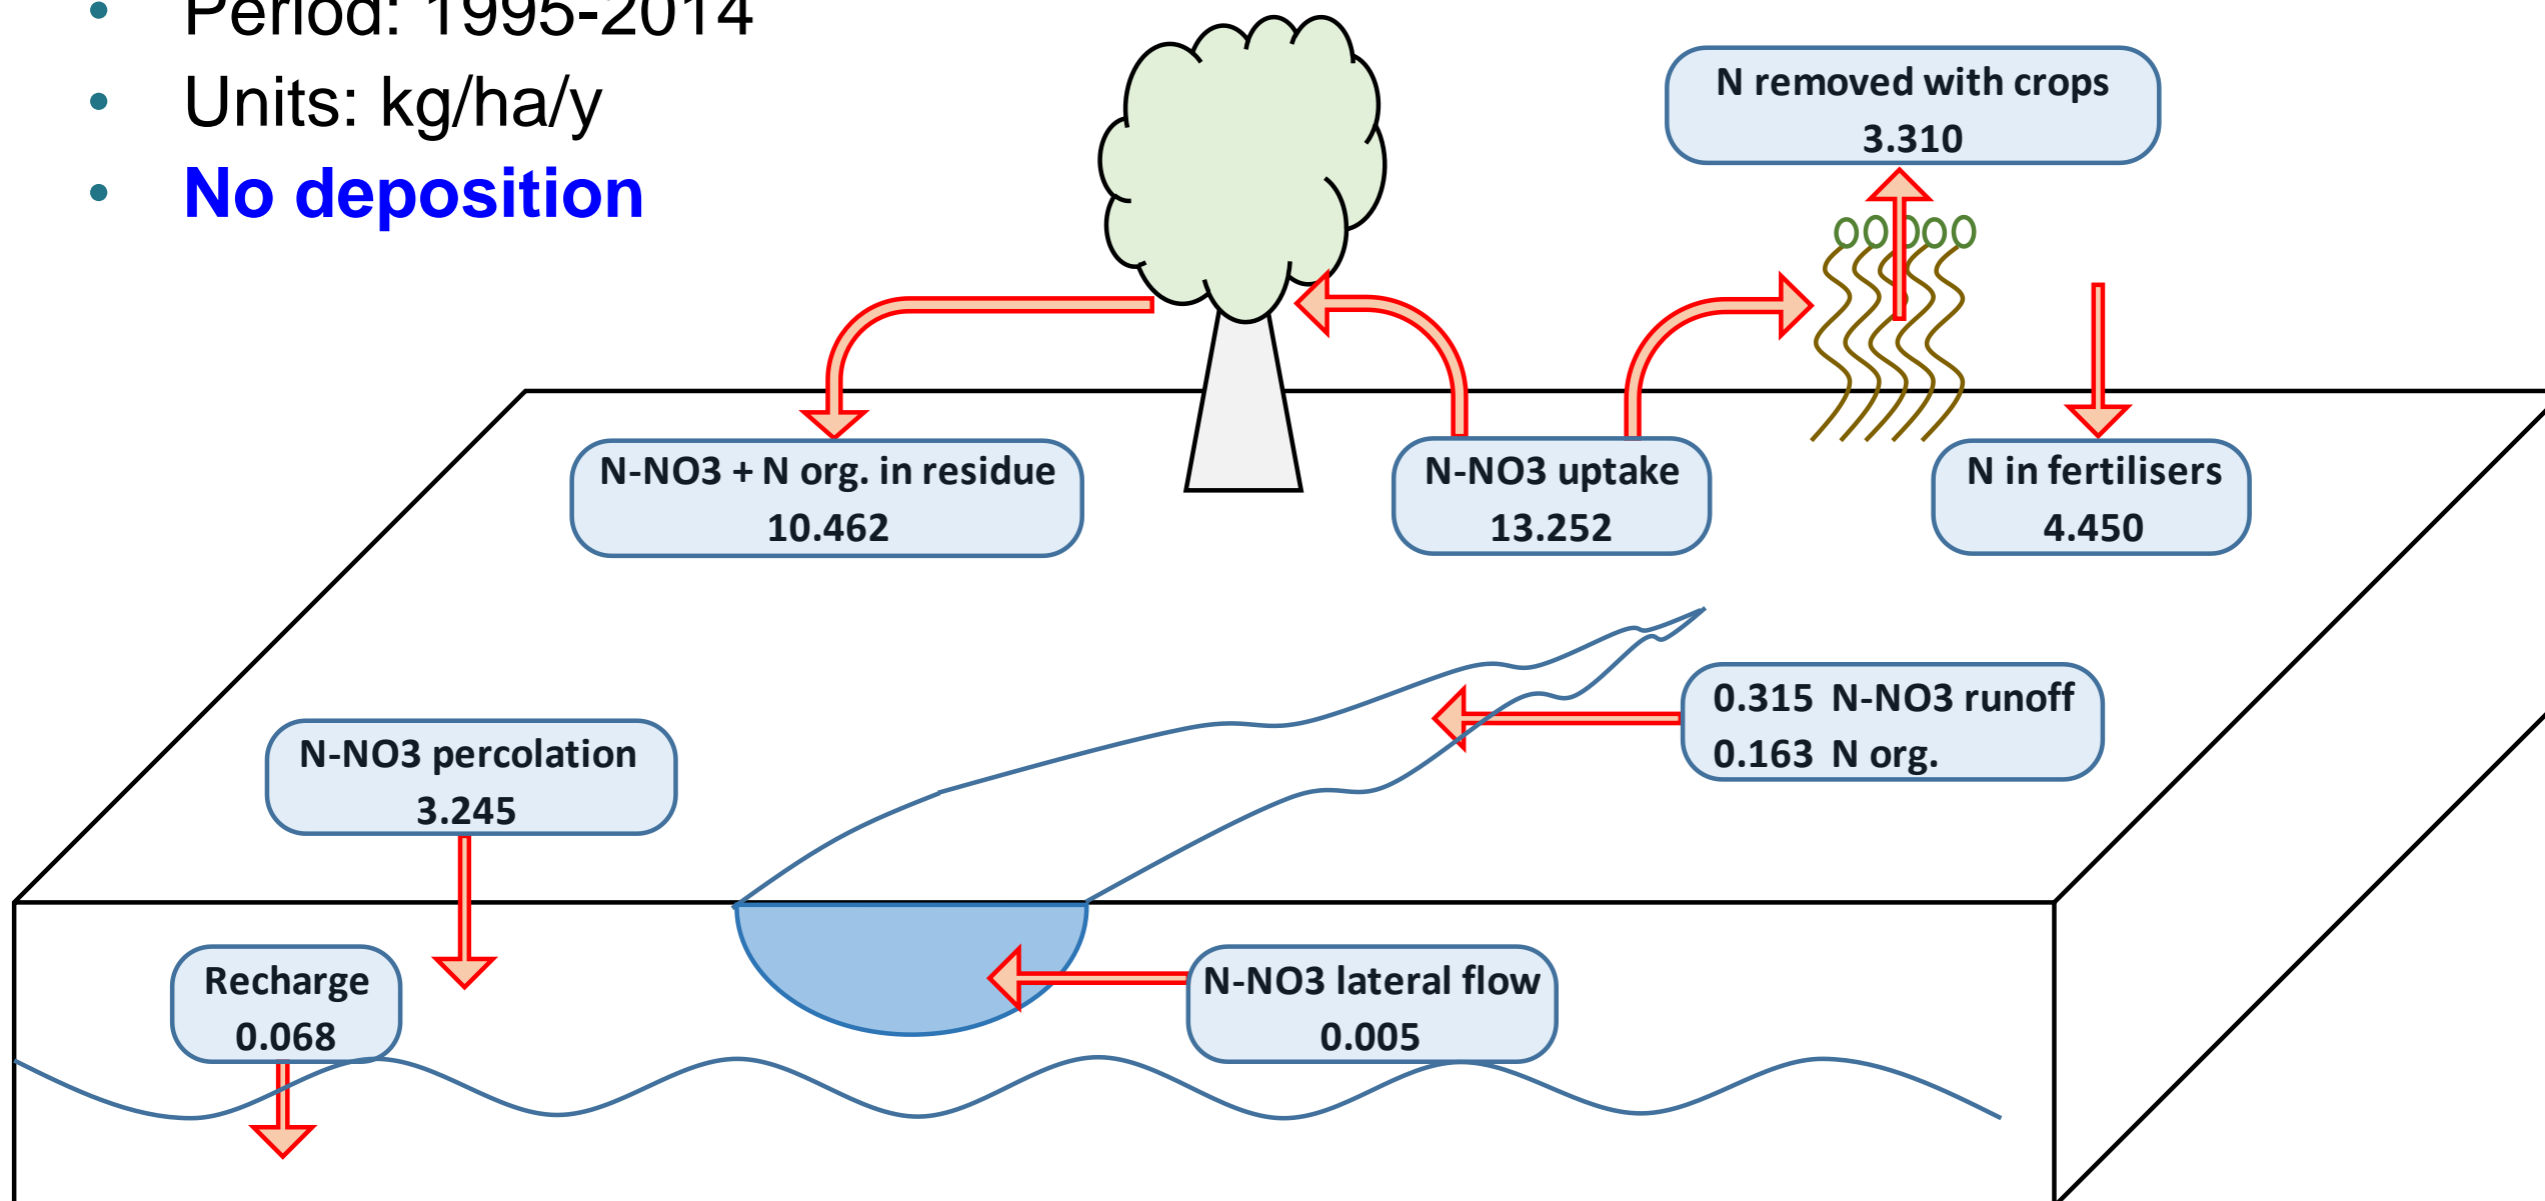 • Period: 1995-2014
• Units: kg/ha/y
• No deposition
N removed with crops
3.310
N-NO3 + N org. in residue
10.462
N-NO3 uptake
13.252
N in fertilisers
4.450
0.315 N-NO3 runoff
0.163 N org.
N-NO3 percolation
3.245
Recharge
0.068
N-NO3 lateral flow
0.005